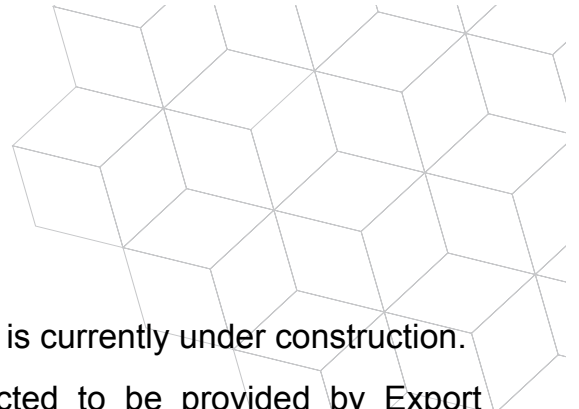 is currently under construction.
cted to be provided by Export